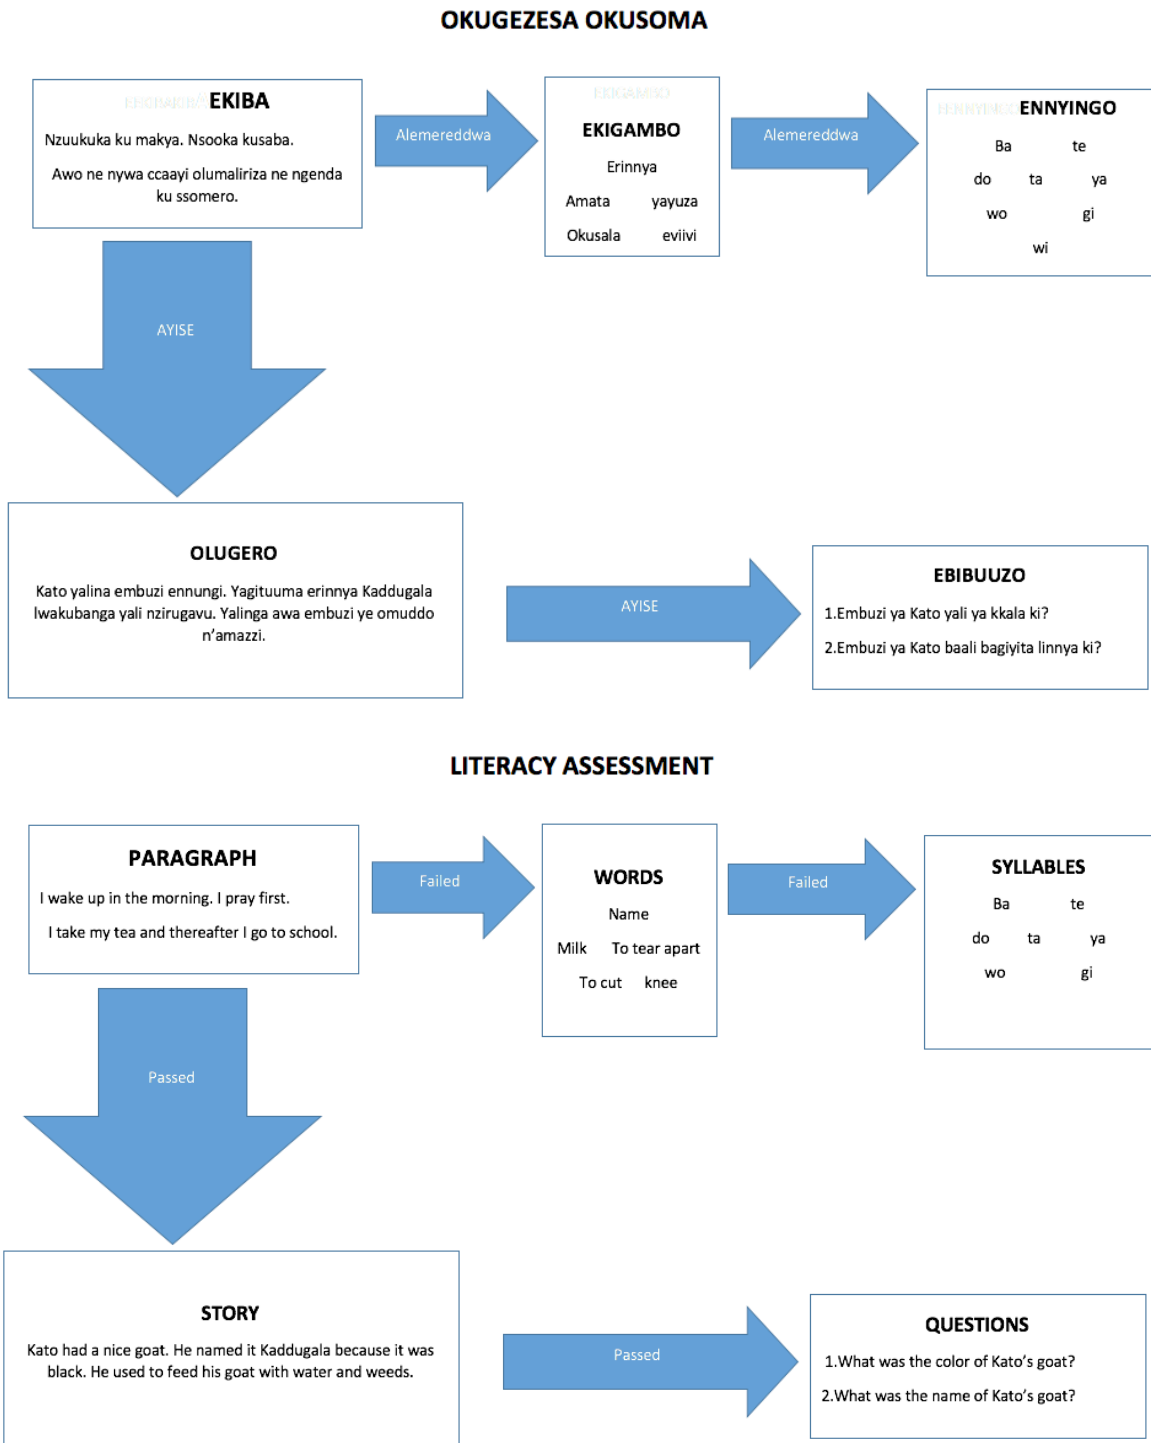 OKUGEZESA OKUSOMA
EKIBA
Nzuukuka ku makya. Nsooka kusaba.
Awo ne nywa ccaayi olumaliriza ne ngenda
ku ssomero.
Alemereddwa
EKIGAMBO
EKIGAMBO
Erinnya
Amata yayuza
Okusala eviivi
Alemereddwa
ENNYINGO
Ba te
do ta ya
wo gi
wi
AYISE
OLUGERO
Kato yalina embuzi ennungi. Yagituuma erinnya Kaddugala
lwakubanga yali nzirugavu. Yalinga awa embuzi ye omuddo
n’amazzi.
AYISE
EBIBUUZO
1.Embuzi ya Kato yali ya kkala ki?
2.Embuzi ya Kato baali bagiyita linnya ki?
LITERACY ASSESSMENT
PARAGRAPH
I wake up in the morning. I pray first.
I take my tea and thereafter I go to school.
Failed
WORDS
Name
Milk To tear apart
To cut knee
Failed
SYLLABLES
Ba te
do ta ya
wo gi
Passed
STORY
Kato had a nice goat. He named it Kaddugala because it was
black. He used to feed his goat with water and weeds.
Passed
QUESTIONS
1.What was the color of Kato’s goat?
2.What was the name of Kato’s goat?